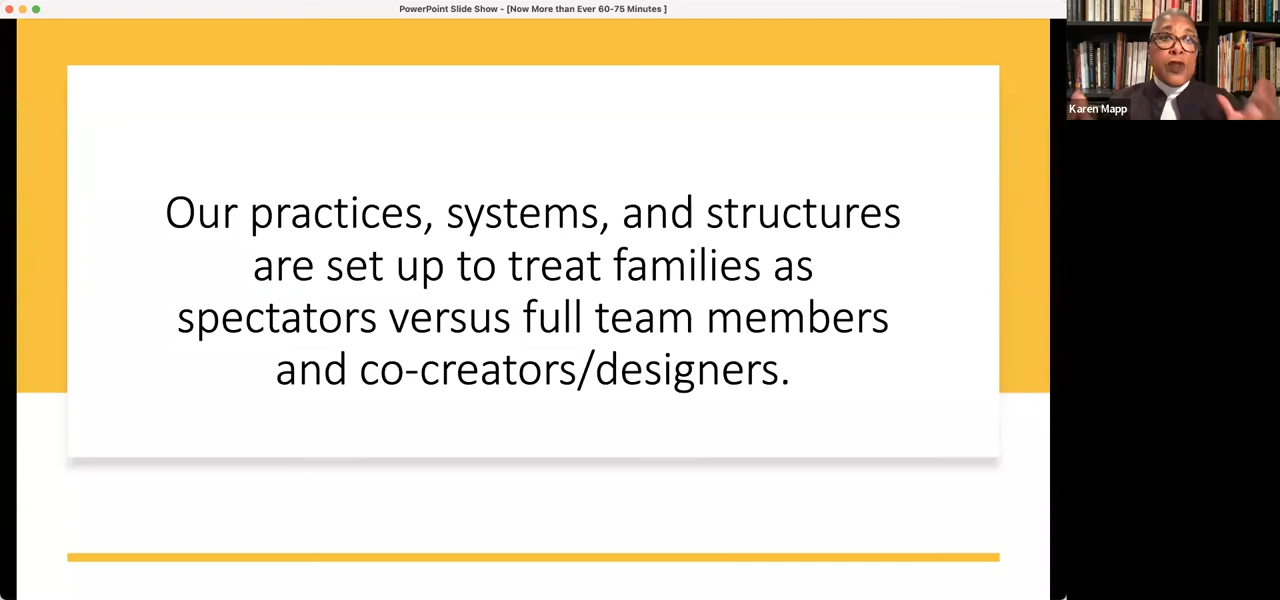 PowerPoint Slide Show - [Now More than Ever 60-75 Minutes ]
Our practices, systems, and structures
are set up to treat families as
spectators versus full team members
and co-creators/designers.
Karen Mapp